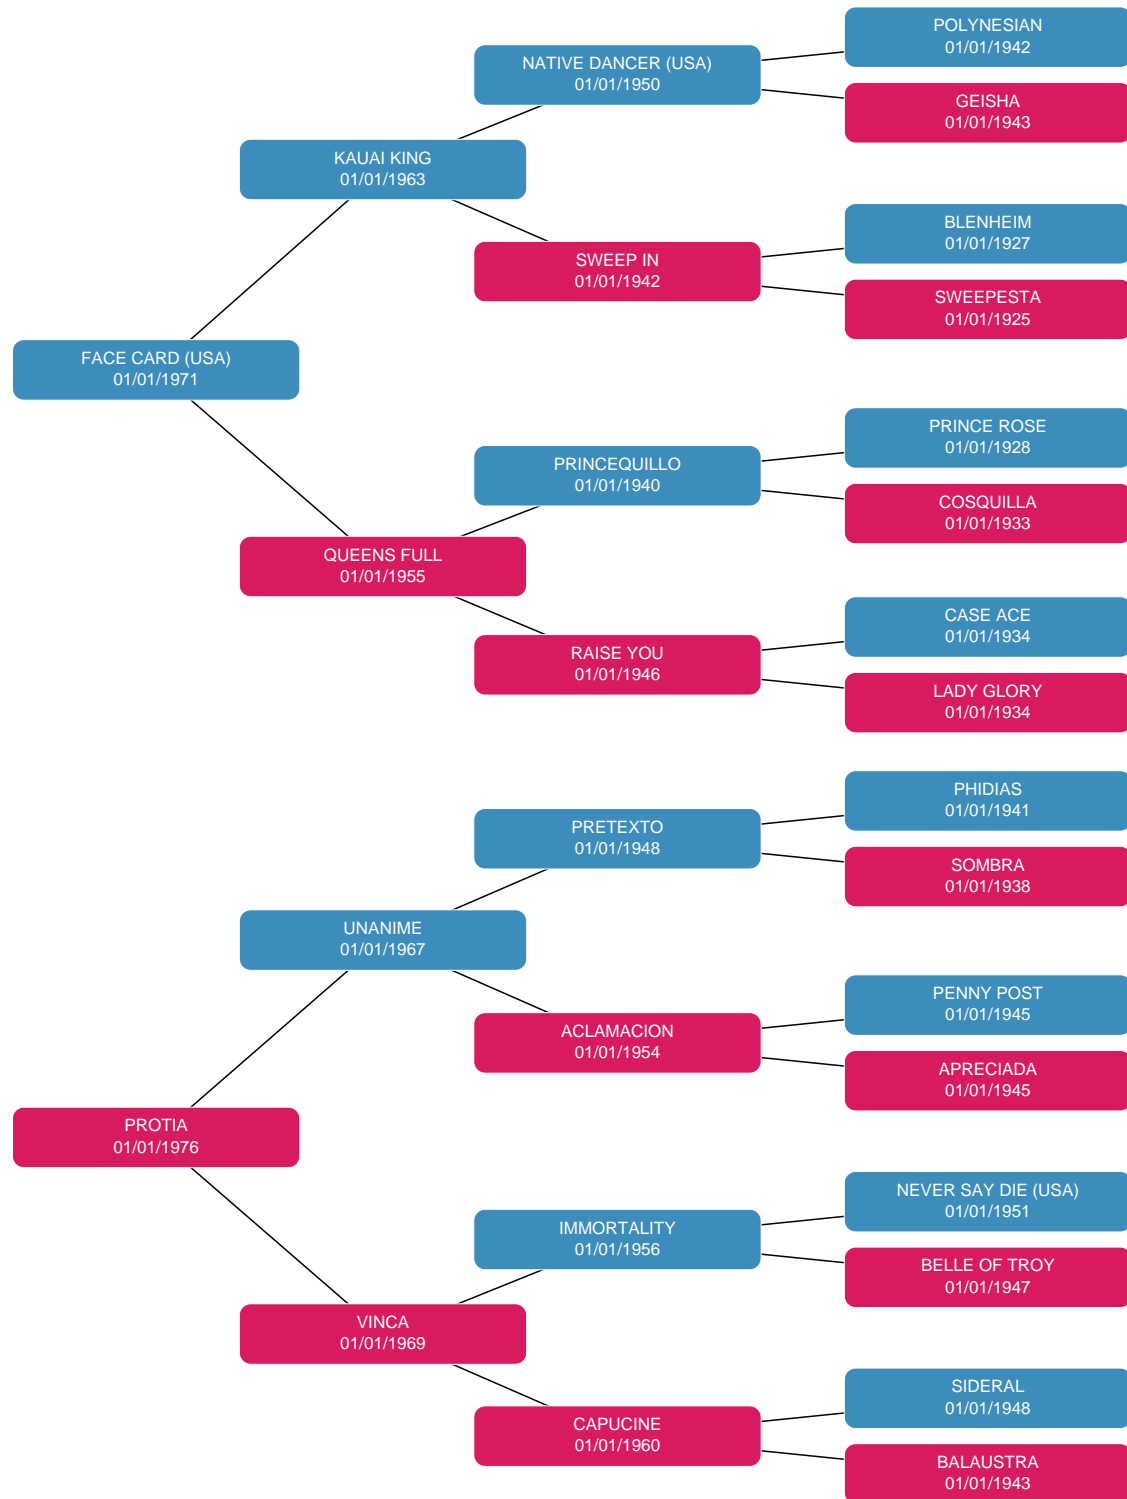 POLYNESIAN
01/01/1942
NATIVE DANCER (USA)
01/01/1950
GEISHA
01/01/1943
KAUAI KING
01/01/1963
BLENHEIM
01/01/1927
SWEEP IN
01/01/1942
SWEEPESTA
01/01/1925
FACE CARD (USA)
01/01/1971
PRINCE ROSE
01/01/1928
PRINCEQUILLO
01/01/1940
COSQUILLA
01/01/1933
QUEENS FULL
01/01/1955
CASE ACE
01/01/1934
RAISE YOU
01/01/1946
LADY GLORY
01/01/1934
PHIDIAS
01/01/1941
PRETEXTO
01/01/1948
SOMBRA
01/01/1938
UNANIME
01/01/1967
PENNY POST
01/01/1945
ACLAMACION
01/01/1954
APRECIADA
01/01/1945
PROTIA
01/01/1976
NEVER SAY DIE (USA)
01/01/1951
IMMORTALITY
01/01/1956
BELLE OF TROY
01/01/1947
VINCA
01/01/1969
SIDERAL
01/01/1948
CAPUCINE
01/01/1960
BALAUSTRA
01/01/1943